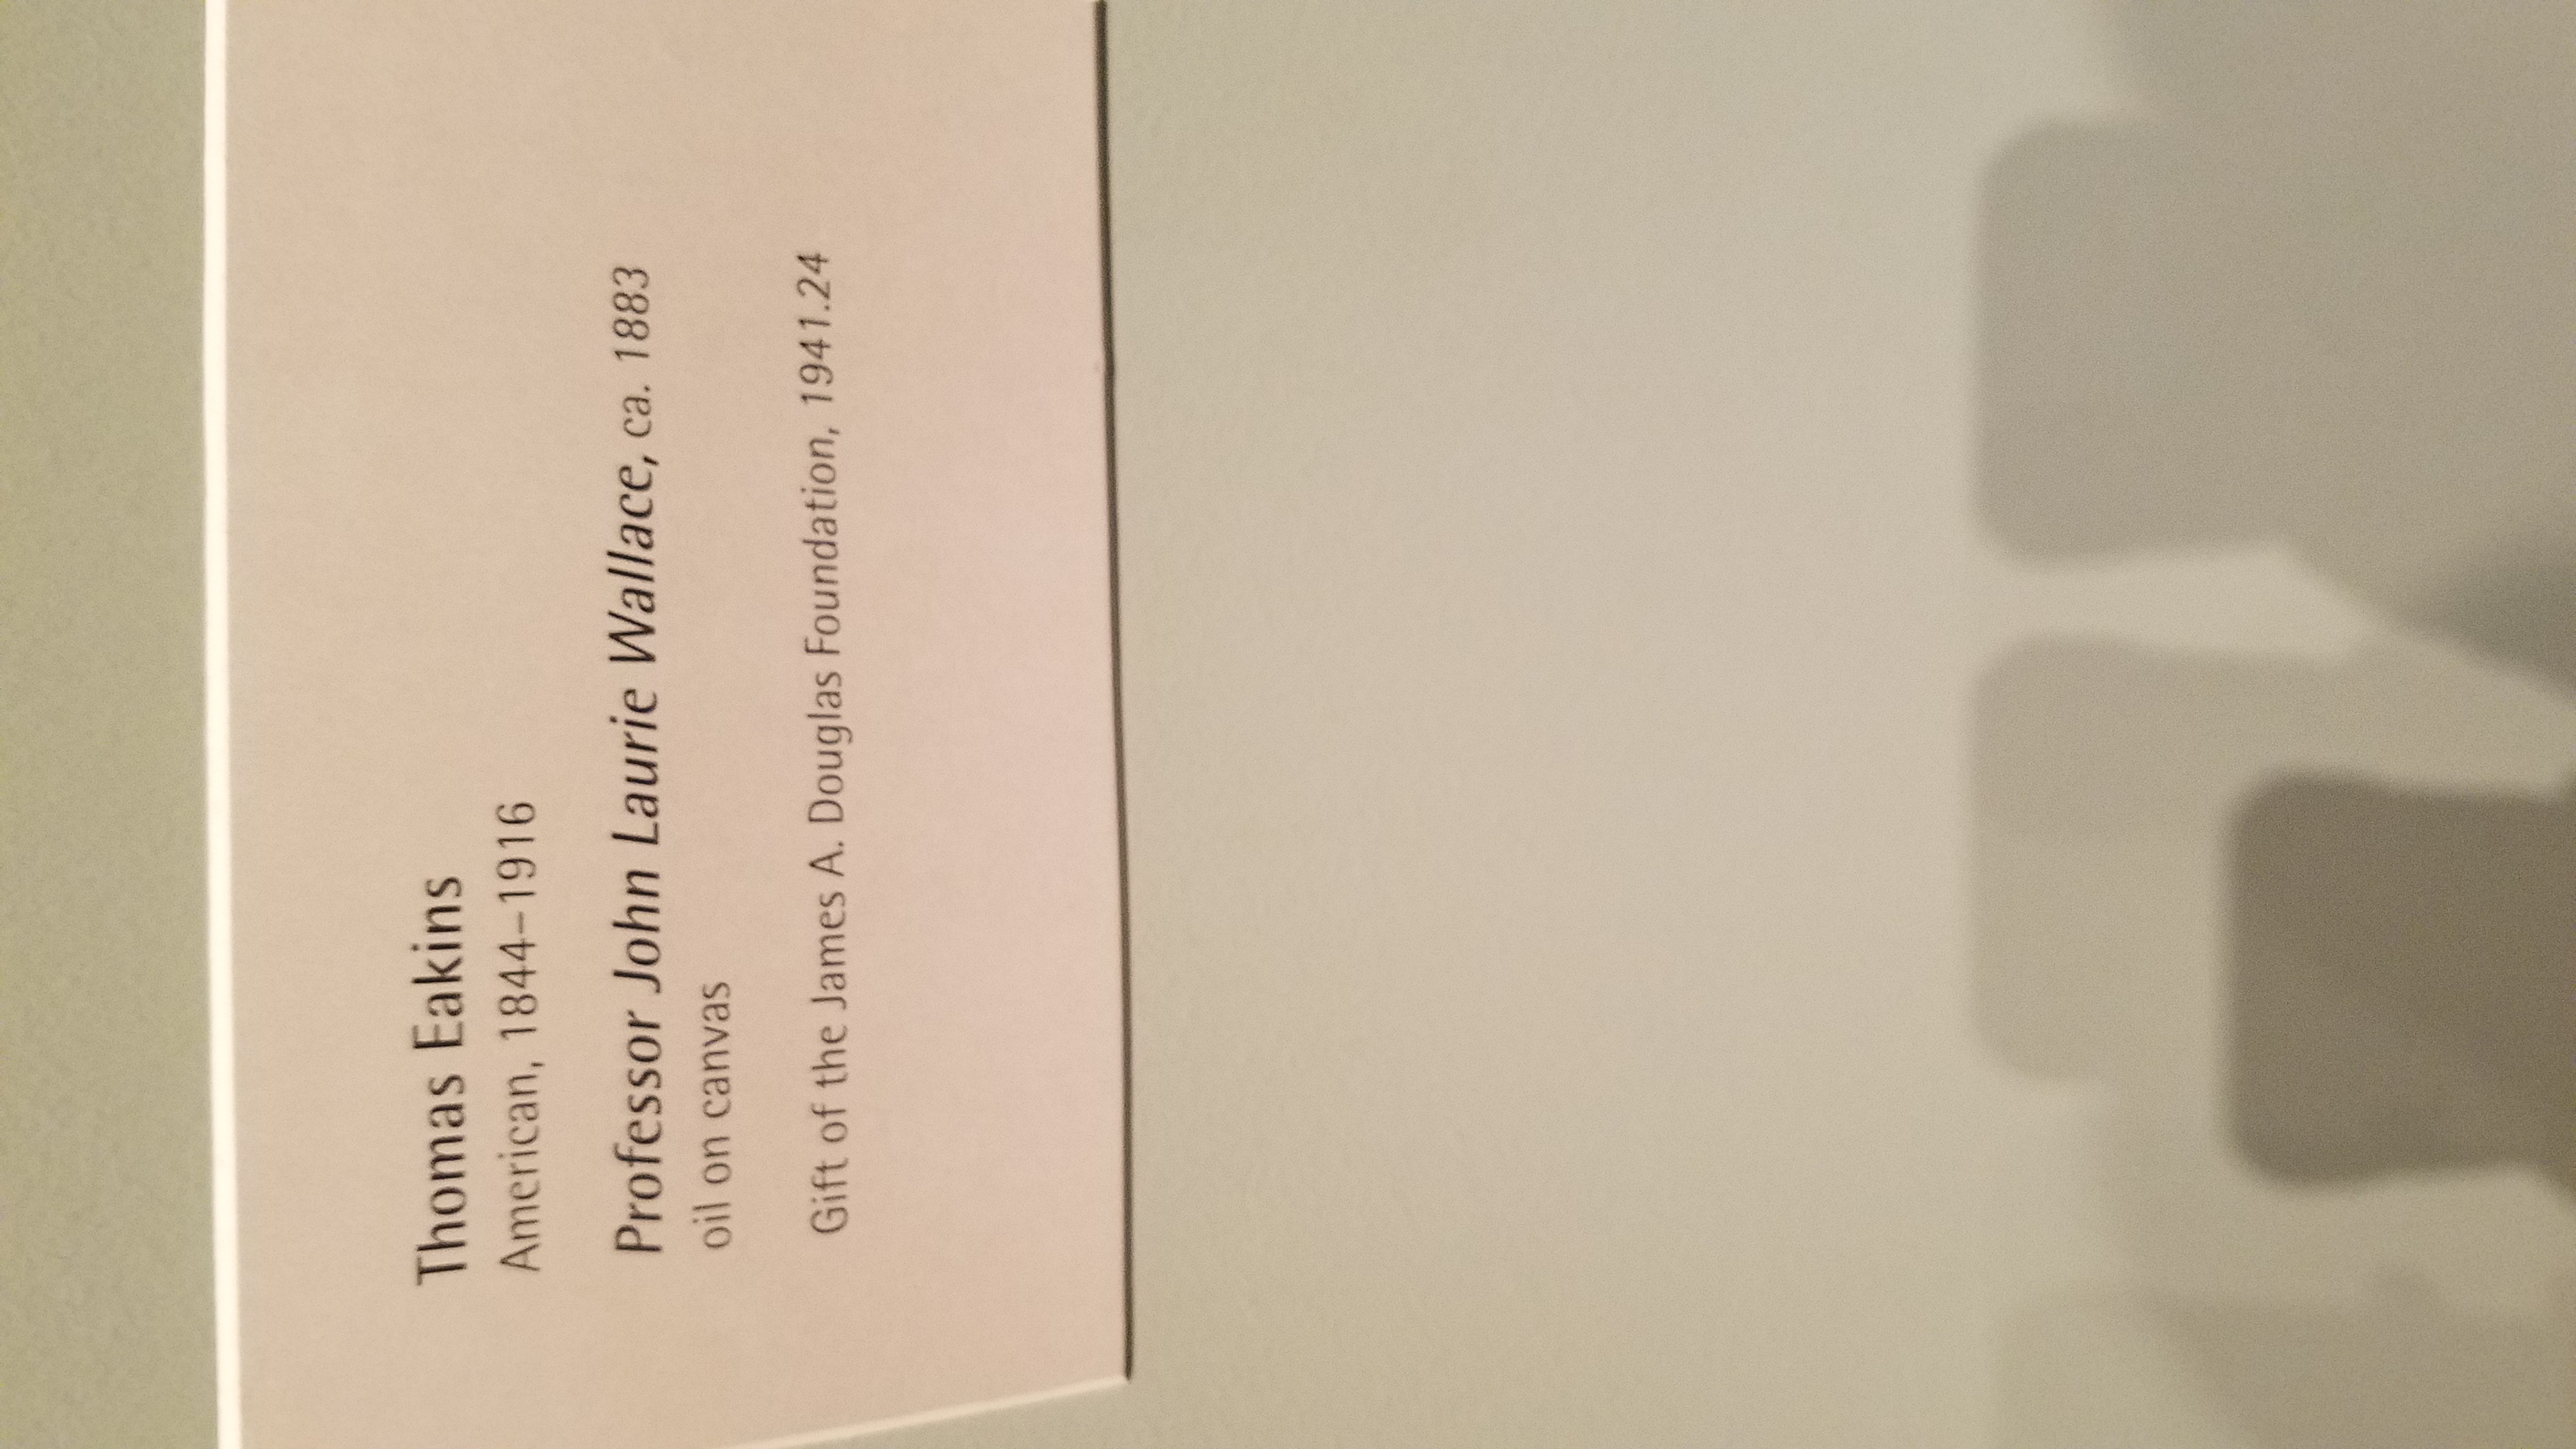 Thomas Eakins
American, 1844–1916
Professor John Laurie Wallace, ca. 1883
oil on canvas
Gift of the James A. Douglas Foundation, 1941.24